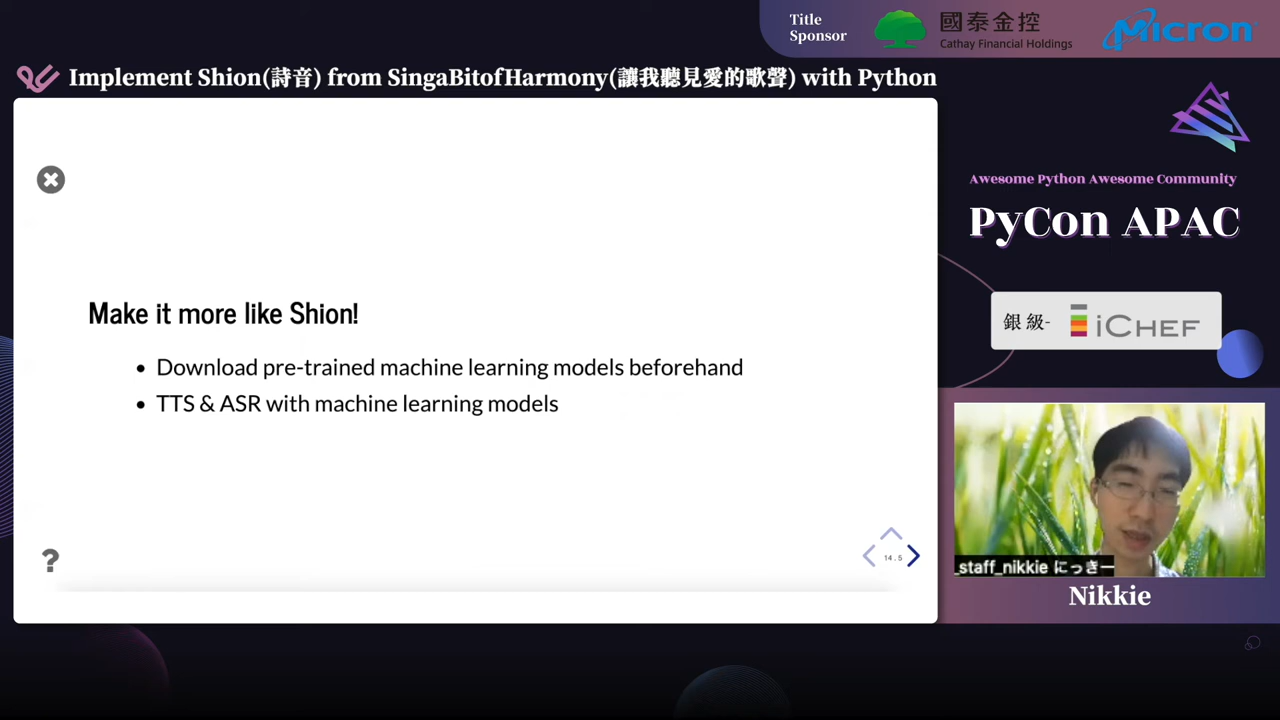 Title
Sponsor
國泰金控
Cathay Financial Holdings
Micron
Implement Shion(詩音) from SingaBitofHarmony(讓我聽見愛的歌聲) with Python
Awesome Python Awesome Community
PyCon APAC
銀級-
iCHEF
Make it more like Shion!
• Download pre-trained machine learning models beforehand
• TTS & ASR with machine learning models
?
14.5
_staff_nikkie にっきー
Nikkie